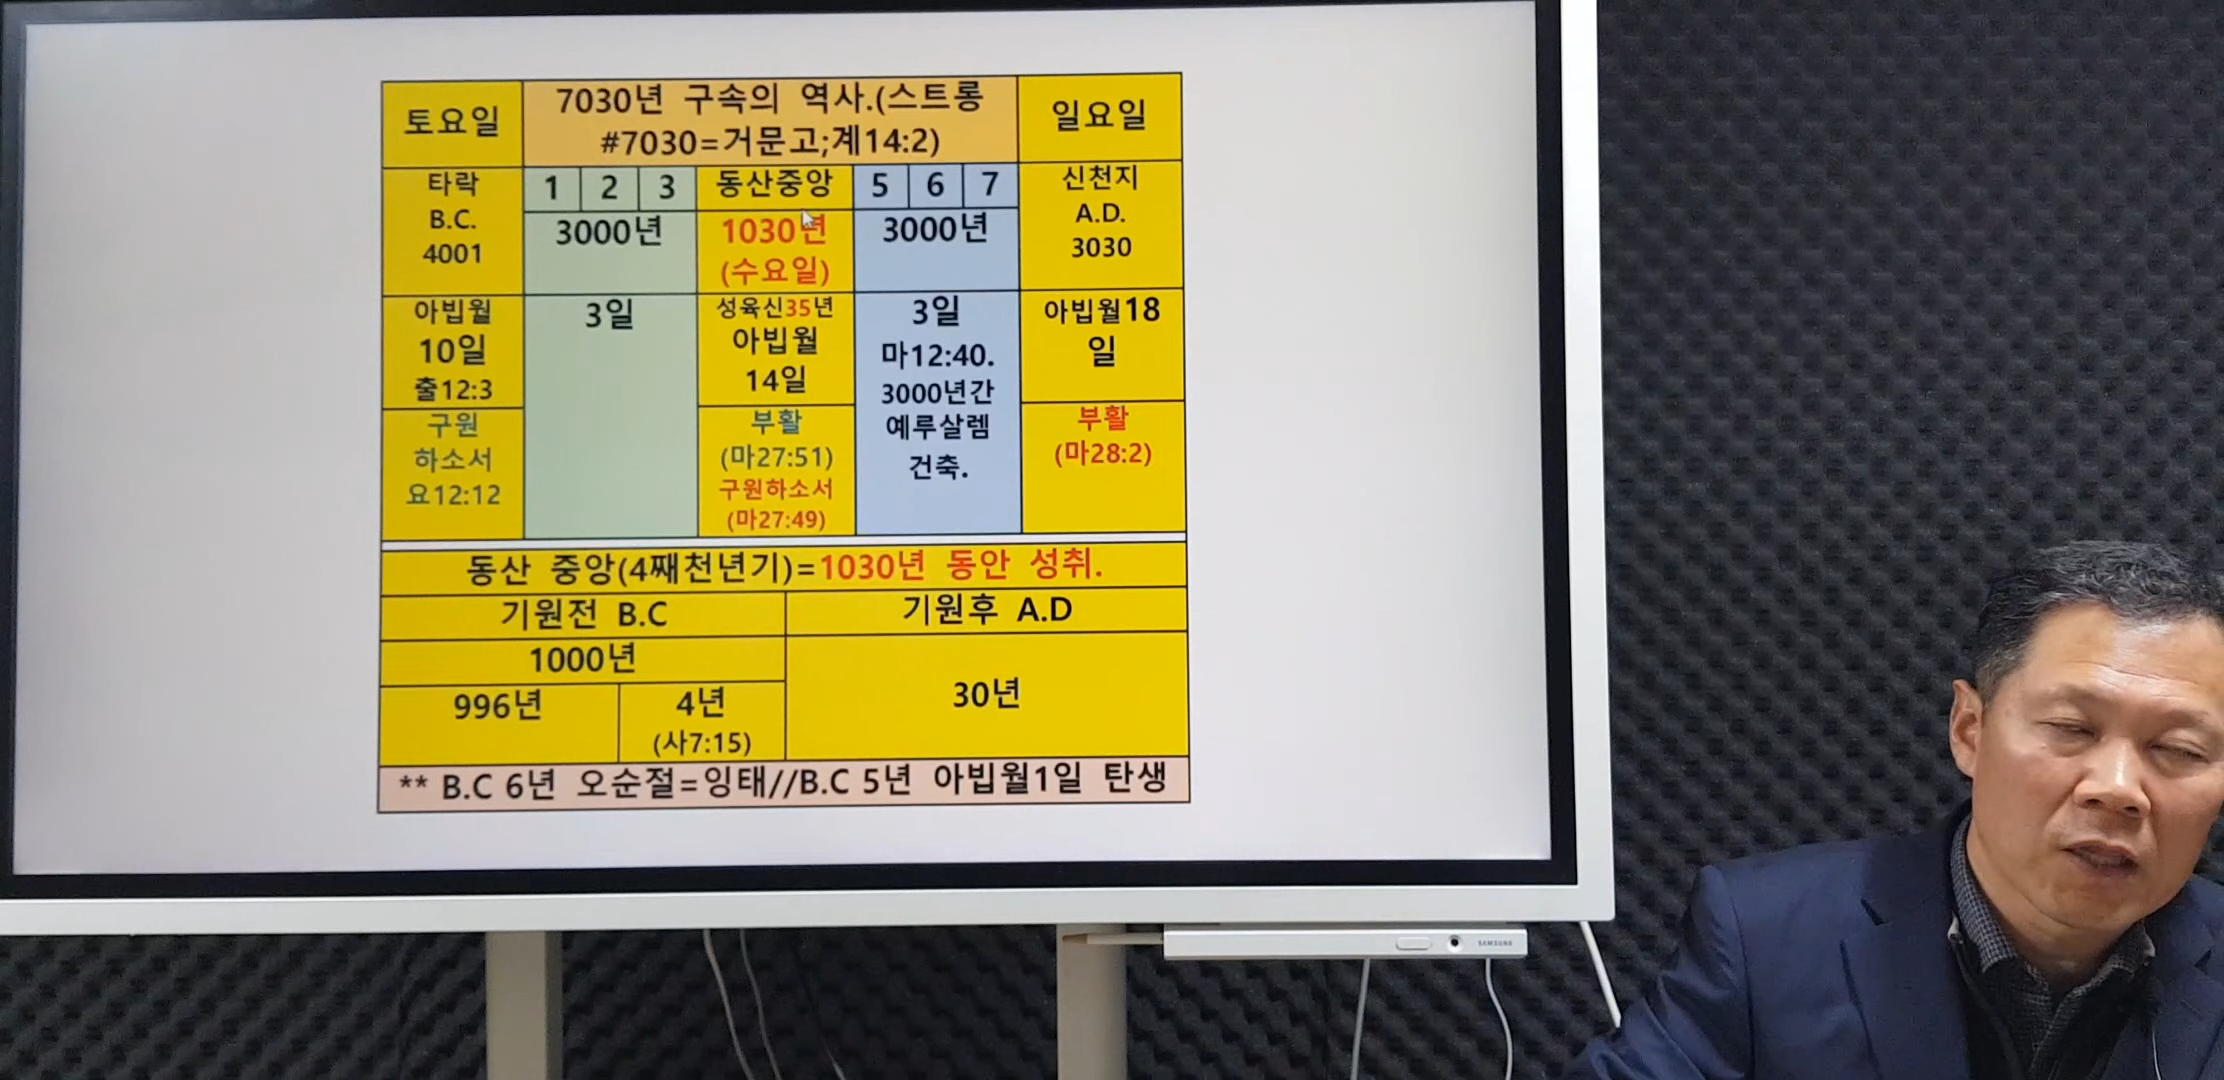 토요일
7030년 구속의 역사.(스트롱
#7030=거문고;계14:2)
일요일
타락
B.C.
4001
1 2 3
동산중앙
5 6 7
신천지
A.D.
3030
3000년
1030년
(수요일)
3000년
아빕월
10일
출12:3
3일
성육신35년
아빕월
14일
3일
마12:40.
3000년간
예루살렘
건축.
아빕월18
일
구원
하소서
요12:12
부활
(마27:51)
구원하소서
(마27:49)
부활
(마28:2)
동산 중앙(4째천년기)=1030년 동안 성취.
기원전 B.C
기원후 A.D
1000년
996년
4년
(사7:15)
30년
** B.C 6년 오순절=잉태//B.C 5년 아빕월1일 탄생
SAMSUNG